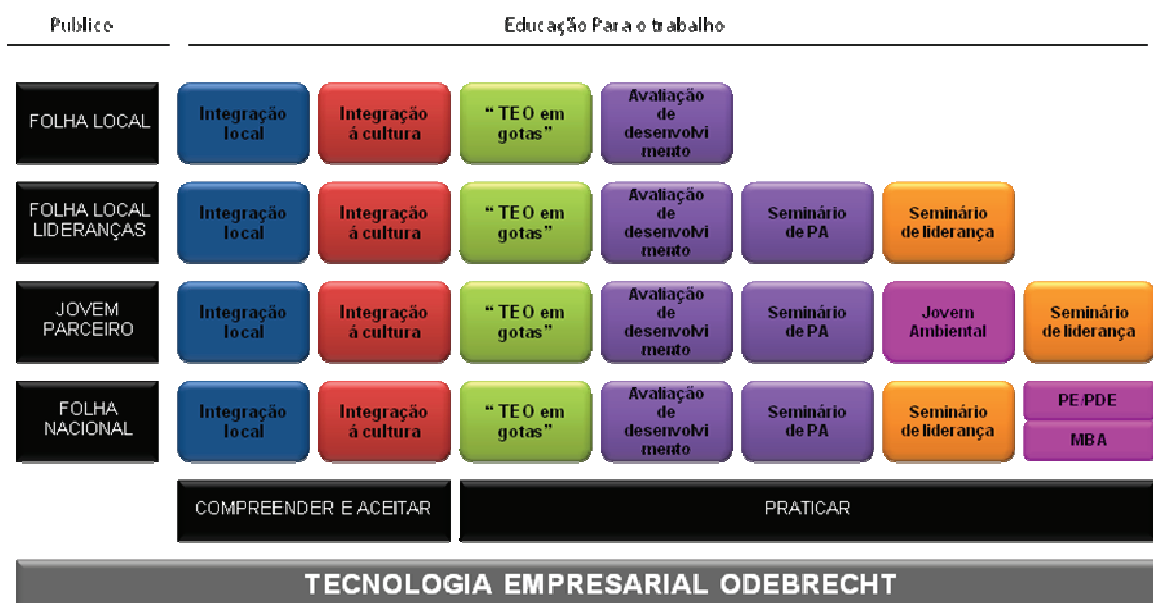 Publico
Educação Para o trabalho
FOLHA LOCAL
Integração
local
Integração
á cultura
“ TEO em
gotas”
Avaliação
de
desenvolvi
mento
FOLHA LOCAL
LIDERANÇAS
Integração
local
Integração
á cultura
“ TEO em
gotas”
Avaliação
de
desenvolvi
mento
Seminário
de PA
Seminário
de liderança
JOVEM
PARCEIRO
Integração
local
Integração
á cultura
“ TEO em
gotas”
Avaliação
de
desenvolvi
mento
Seminário
de PA
Jovem
Ambiental
Seminário
de liderança
FOLHA
NACIONAL
Integração
local
Integração
á cultura
“ TEO em
gotas”
Avaliação
de
desenvolvi
mento
Seminário
de PA
Seminário
de liderança
PE/PDE
MBA
COMPREENDER E ACEITAR
PRATICAR
TECNOLOGIA EMPRESARIAL ODEBRECHT